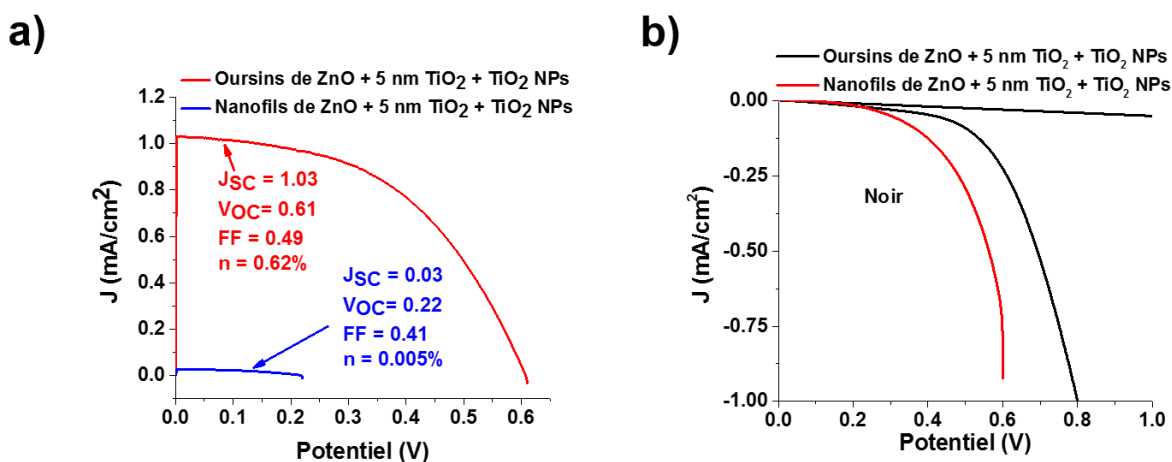 a)
Oursins de ZnO + 5 nm TiO2 + TiO2 NPs
Nanofils de ZnO + 5 nm TiO2 + TiO2 NPs
1.2
1.0
0.8
0.6
0.4
0.2
0.0
J (mA/cm²)
JSC = 1.03
VOC= 0.61
FF = 0.49
n = 0.62%
JSC = 0.03
VOC= 0.22
FF = 0.41
n = 0.005%
0.0 0.1 0.2 0.3 0.4 0.5 0.6
Potentiel (V)
b)
Oursins de ZnO + 5 nm TiO2 + TiO2 NPs
Nanofils de ZnO + 5 nm TiO2 + TiO2 NPs
0.00
-0.25
-0.50
-0.75
-1.00
J (mA/cm²)
Noir
0.0 0.2 0.4 0.6 0.8 1.0
Potentiel (V)